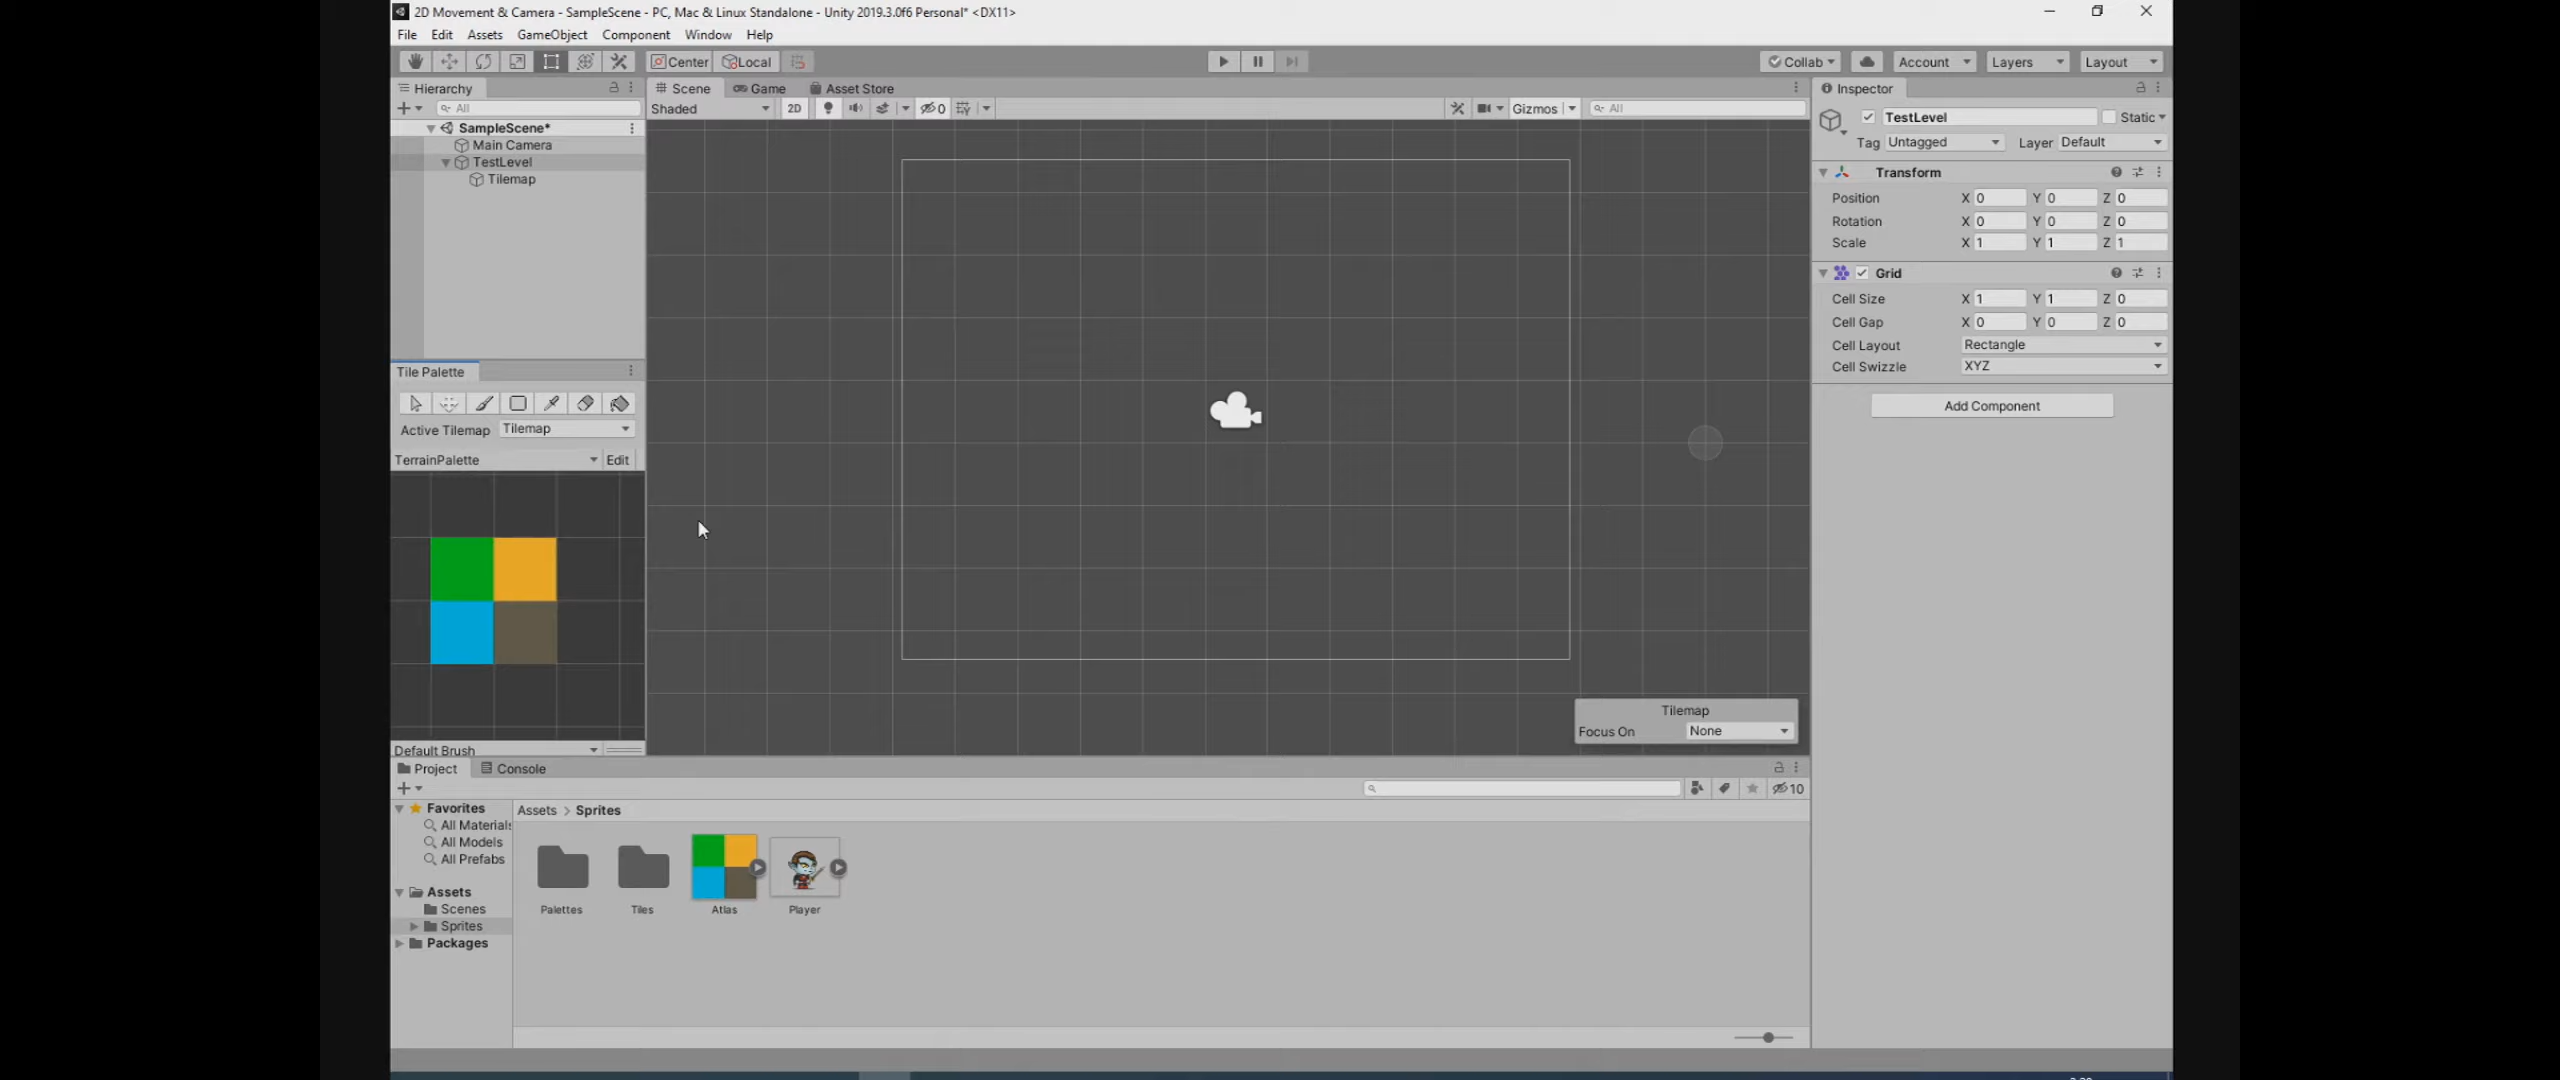 2D Movement & Camera - SampleScene - PC, Mac & Linux Standalone - Unity 2019.3.0f6 Personal* <DX11>
File Edit Assets GameObject Component Window Help
Center Local Collab Account Layers Layout
Hierarchy
All
SampleScene*
Main Camera
TestLevel
Tilemap
Scene Game Asset Store
Shaded 2D 0 Gizmos All
Tilemap
Focus On None
Inspector
TestLevel Static
Tag Untagged Layer Default
Transform
Position X 0 Y 0 Z 0
Rotation X 0 Y 0 Z 0
Scale X 1 Y 1 Z 1
Grid
Cell Size X 1 Y 1 Z 0
Cell Gap X 0 Y 0 Z 0
Cell Layout Rectangle
Cell Swizzle XYZ
Add Component
Tile Palette
Active Tilemap Tilemap
TerrainPalette Edit
Default Brush
Project Console
10
Favorites
All Materials
All Models
All Prefabs
Assets
Scenes
Sprites
Packages
Assets > Sprites
Palettes Tiles Atlas Player